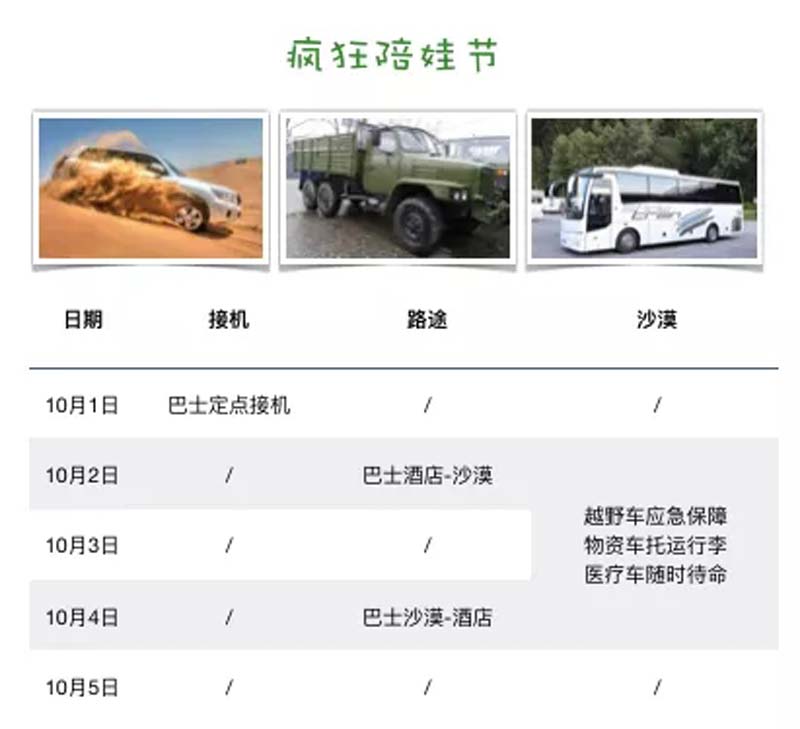 疯狂陪娃节
日期 接机 路途 沙漠
10月1日 巴士定点接机 / /
10月2日 / 巴士酒店-沙漠
越野车应急保障
10月3日 / / 物资车托运行李
医疗车随时待命
10月4日 / 巴士沙漠-酒店
10月5日 / / /